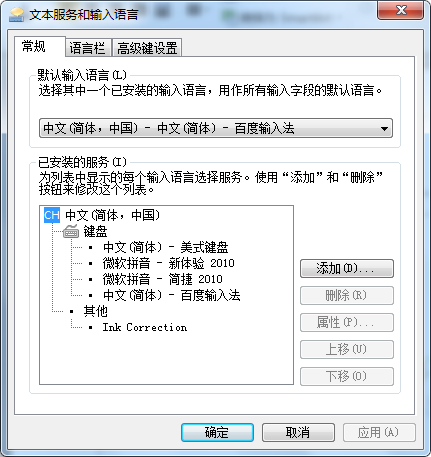 文本服务和输入语言
常规 语言栏 高级键设置
默认输入语言(L)
选择其中一个已安装的输入语言，用作所有输入字段的默认语言。
中文(简体，中国) - 中文(简体) - 百度输入法
已安装的服务(I)
为列表中显示的每个输入语言选择服务。使用“添加”和“删除”
按钮来修改这个列表。
CH 中文(简体，中国)
键盘
中文(简体) - 美式键盘
微软拼音 - 新体验 2010
微软拼音 - 简捷 2010
中文(简体) - 百度输入法
其他
Ink Correction
添加(D)...
删除(R)
属性(P)...
上移(U)
下移(O)
确定 取消 应用(A)